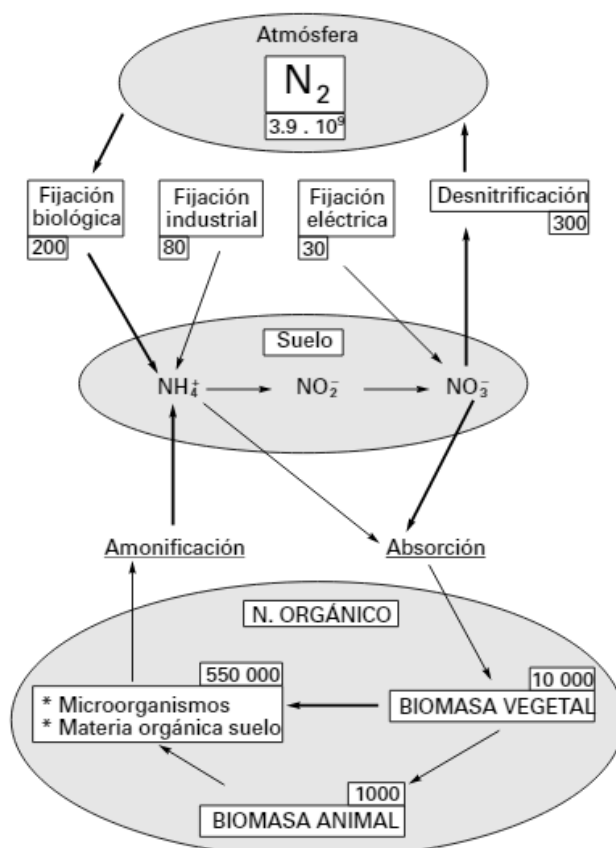 Atmósfera
N₂
3.9 . 10⁹
Fijación
biológica
200
Fijación
industrial
80
Fijación
eléctrica
30
Desnitrificación
300
Suelo
NH₄⁺
NO₂⁻
NO₃⁻
Amonificación
Absorción
N. ORGÁNICO
550 000
* Microorganismos
* Materia orgánica suelo
10 000
BIOMASA VEGETAL
1000
BIOMASA ANIMAL